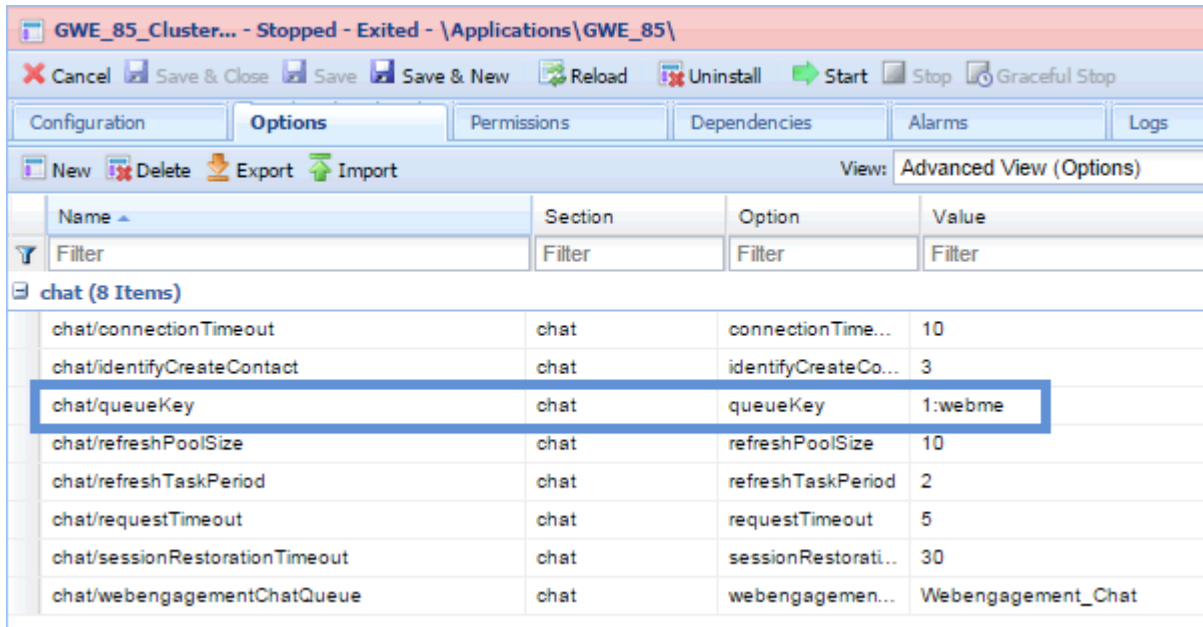 GWE_85_Cluster... - Stopped - Exited - \Applications\GWE_85\
Cancel Save & Close Save Save & New Reload Uninstall Start Stop Graceful Stop
Configuration Options Permissions Dependencies Alarms Logs
New Delete Export Import View: Advanced View (Options)
Name Section Option Value
Filter Filter Filter Filter
chat (8 Items)
chat/connectionTimeout chat connectionTime... 10
chat/identifyCreateContact chat identifyCreateCo... 3
chat/queueKey chat queueKey 1:webme
chat/refreshPoolSize chat refreshPoolSize 10
chat/refreshTaskPeriod chat refreshTaskPeriod 2
chat/requestTimeout chat requestTimeout 5
chat/sessionRestorationTimeout chat sessionRestorati... 30
chat/webengagementChatQueue chat webengagemen... Webengagement_Chat